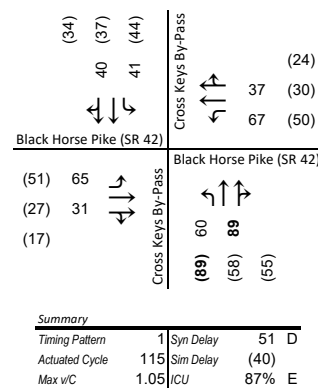 (34) (37) (44)
40 41
Cross Keys By-Pass
(24)
37 (30)
67 (50)
Black Horse Pike (SR 42)
Black Horse Pike (SR 42)
(51) 65
(27) 31
(17)
Cross Keys By-Pass
60 89
(89) (58) (55)
Summary
Timing Pattern 1 Syn Delay 51 D
Actuated Cycle 115 Sim Delay (40)
Max v/C 1.05 ICU 87% E